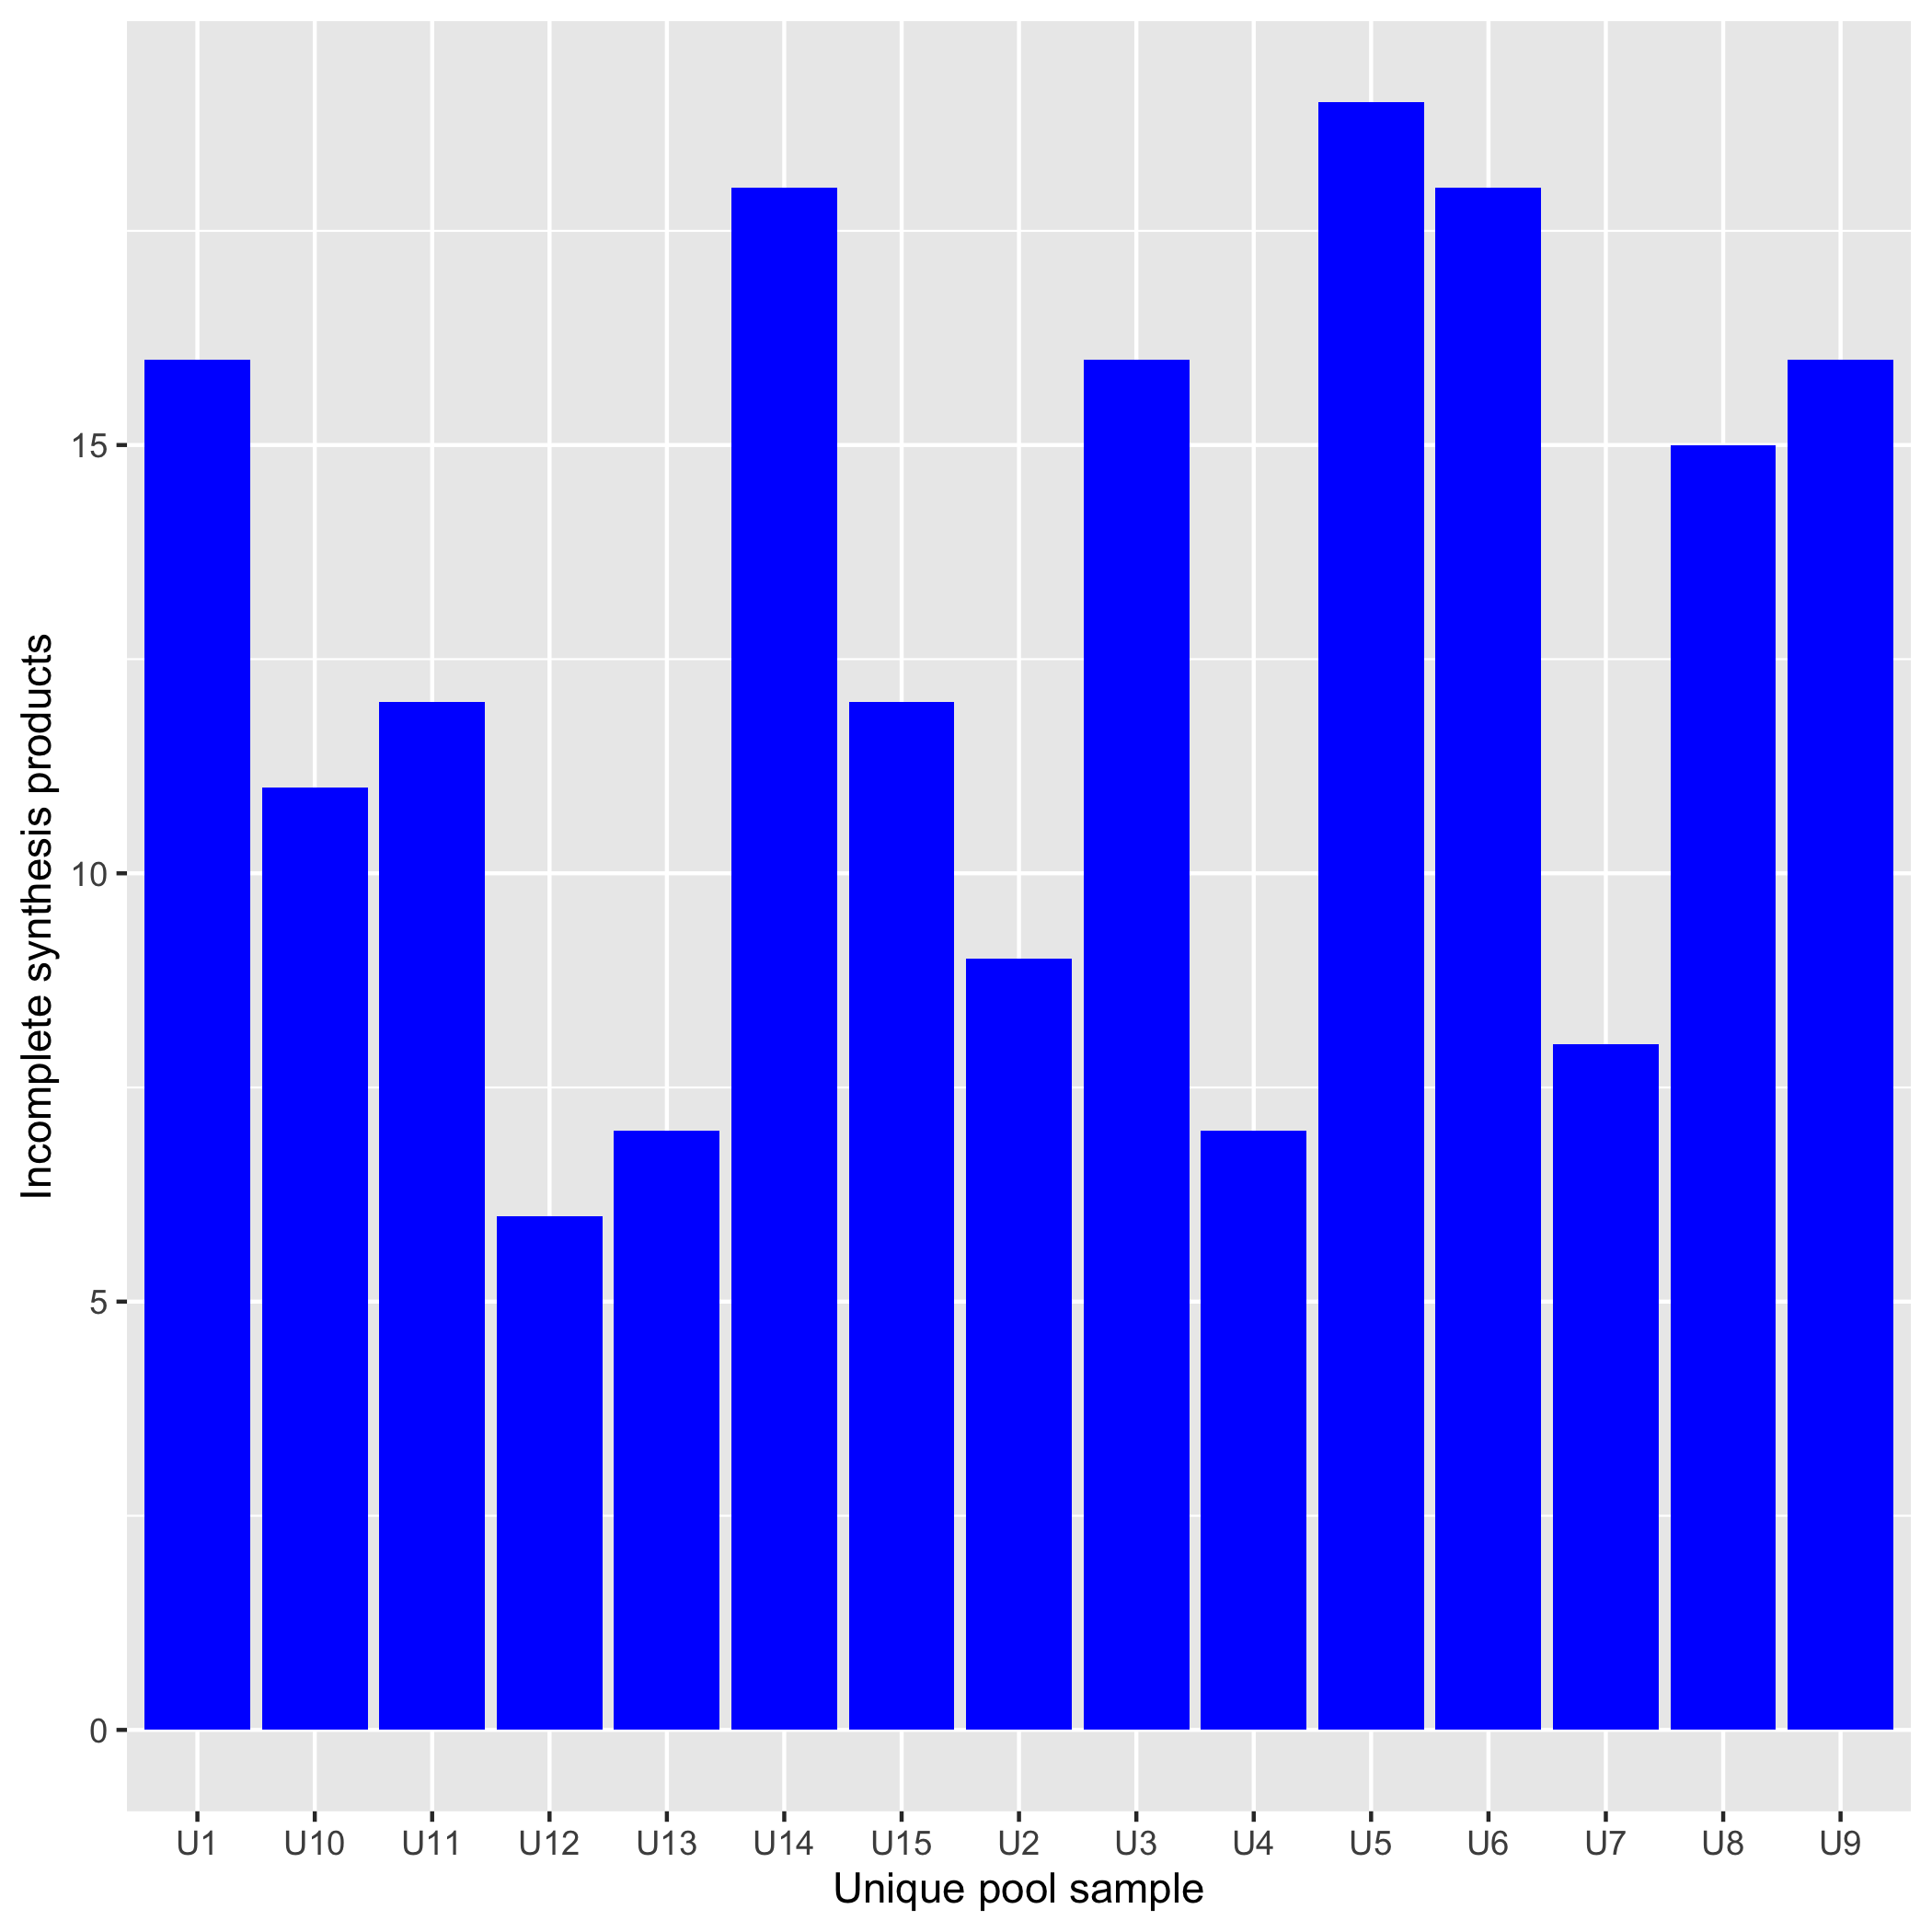 Incomplete synthesis products
15
10
5
0
U1 U10 U11 U12 U13 U14 U15 U2 U3 U4 U5 U6 U7 U8 U9
Unique pool sample